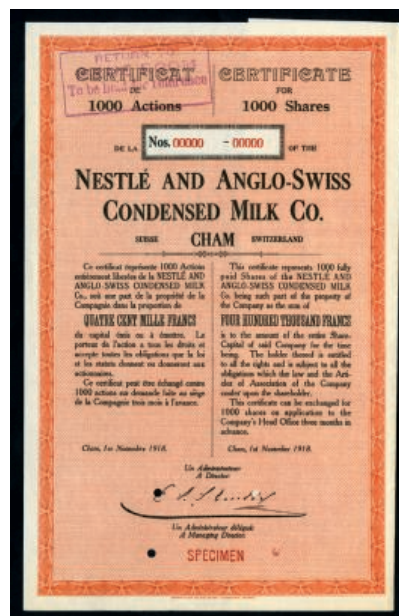 RETURN
To be held for reference
CERTIFICAT
DE
1000 Actions
CERTIFICATE
FOR
1000 Shares
DE LA
Nos. 00000 - 00000
OF THE
NESTLÉ AND ANGLO-SWISS
CONDENSED MILK CO.
SUISSE CHAM SWITZERLAND
Ce certificat représente 1000 Actions
entièrement libérées de la NESTLÉ AND
ANGLO-SWISS CONDENSED MILK
Co., soit une part de la propriété de la
Compagnie dans la proportion de
QUATRE CENT MILLE FRANCS
du capital émis ou à émettre. Le
porteur de l'action a tous les droits et
accepte toutes les obligations que la loi
et les statuts donnent ou donneront aux
actionnaires.
Ce certificat peut être échangé contre
1000 actions sur demande faite au siège
de la Compagnie trois mois à l'avance.
Cham, 1er Novembre 1918.
This certificate represents 1000 fully
paid Shares of the NESTLÉ AND
ANGLO-SWISS CONDENSED MILK
Co. being such part of the property of
the Company as the sum of
FOUR HUNDRED THOUSAND FRANCS
is to the amount of the entire Share-
Capital of said Company for the time
being. The holder thereof is entitled
to all the rights and is subject to all the
obligations which the law and the Arti-
cles of Association of the Company
confer upon the shareholder.
This certificate can be exchanged for
1000 shares on application to the
Company's Head Office three months in
advance.
Cham, 1st November 1918.
Un Administrateur
A Director
Un Administrateur délégué
A Managing Director
SPECIMEN